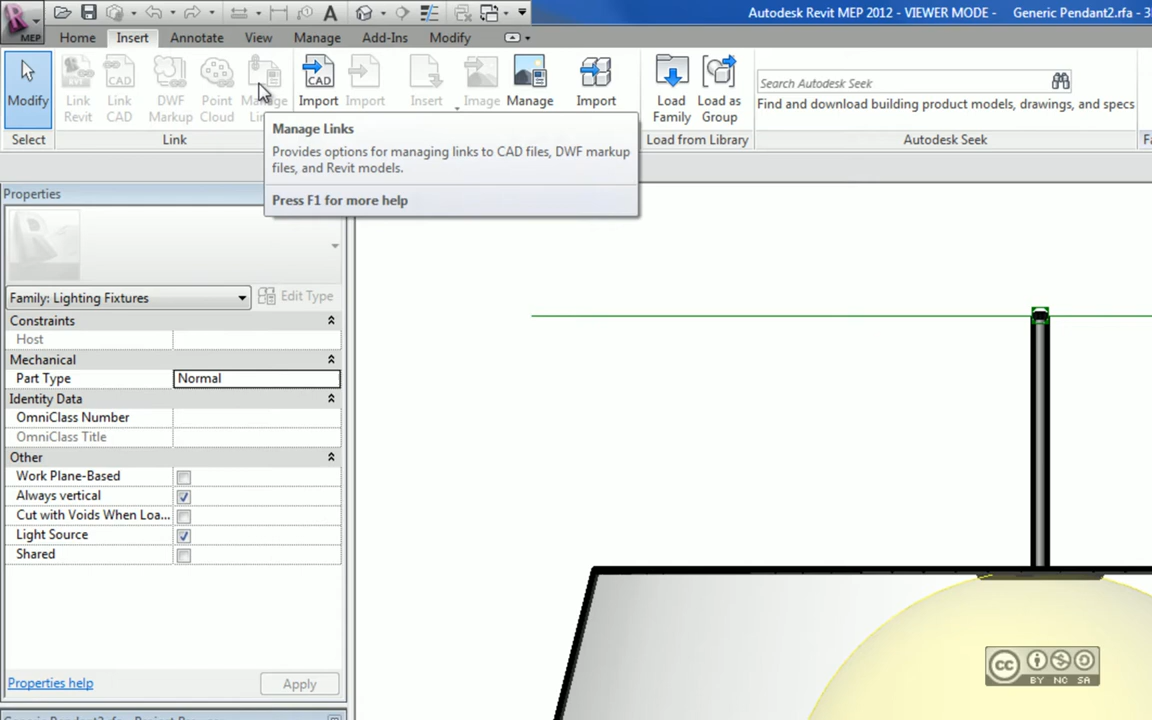 MEP
Autodesk Revit MEP 2012 - VIEWER MODE - Generic Pendant2.rfa - 3
Home Insert Annotate View Manage Add-Ins Modify
Modify
Link Revit
Link CAD
DWF Markup
Point Cloud
Import
Import
Insert
Image
Manage
Import
Load Family
Load as Group
CAD
CAD
Search Autodesk Seek
Find and download building product models, drawings, and specs
Select
Link
Load from Library
Autodesk Seek
Manage Links
Provides options for managing links to CAD files, DWF markup
files, and Revit models.
Press F1 for more help
Properties
Family: Lighting Fixtures
Edit Type
Constraints
Host
Mechanical
Part Type Normal
Identity Data
OmniClass Number
OmniClass Title
Other
Work Plane-Based
Always vertical
Cut with Voids When Loa...
Light Source
Shared
Properties help
Apply
cc
BY NC SA